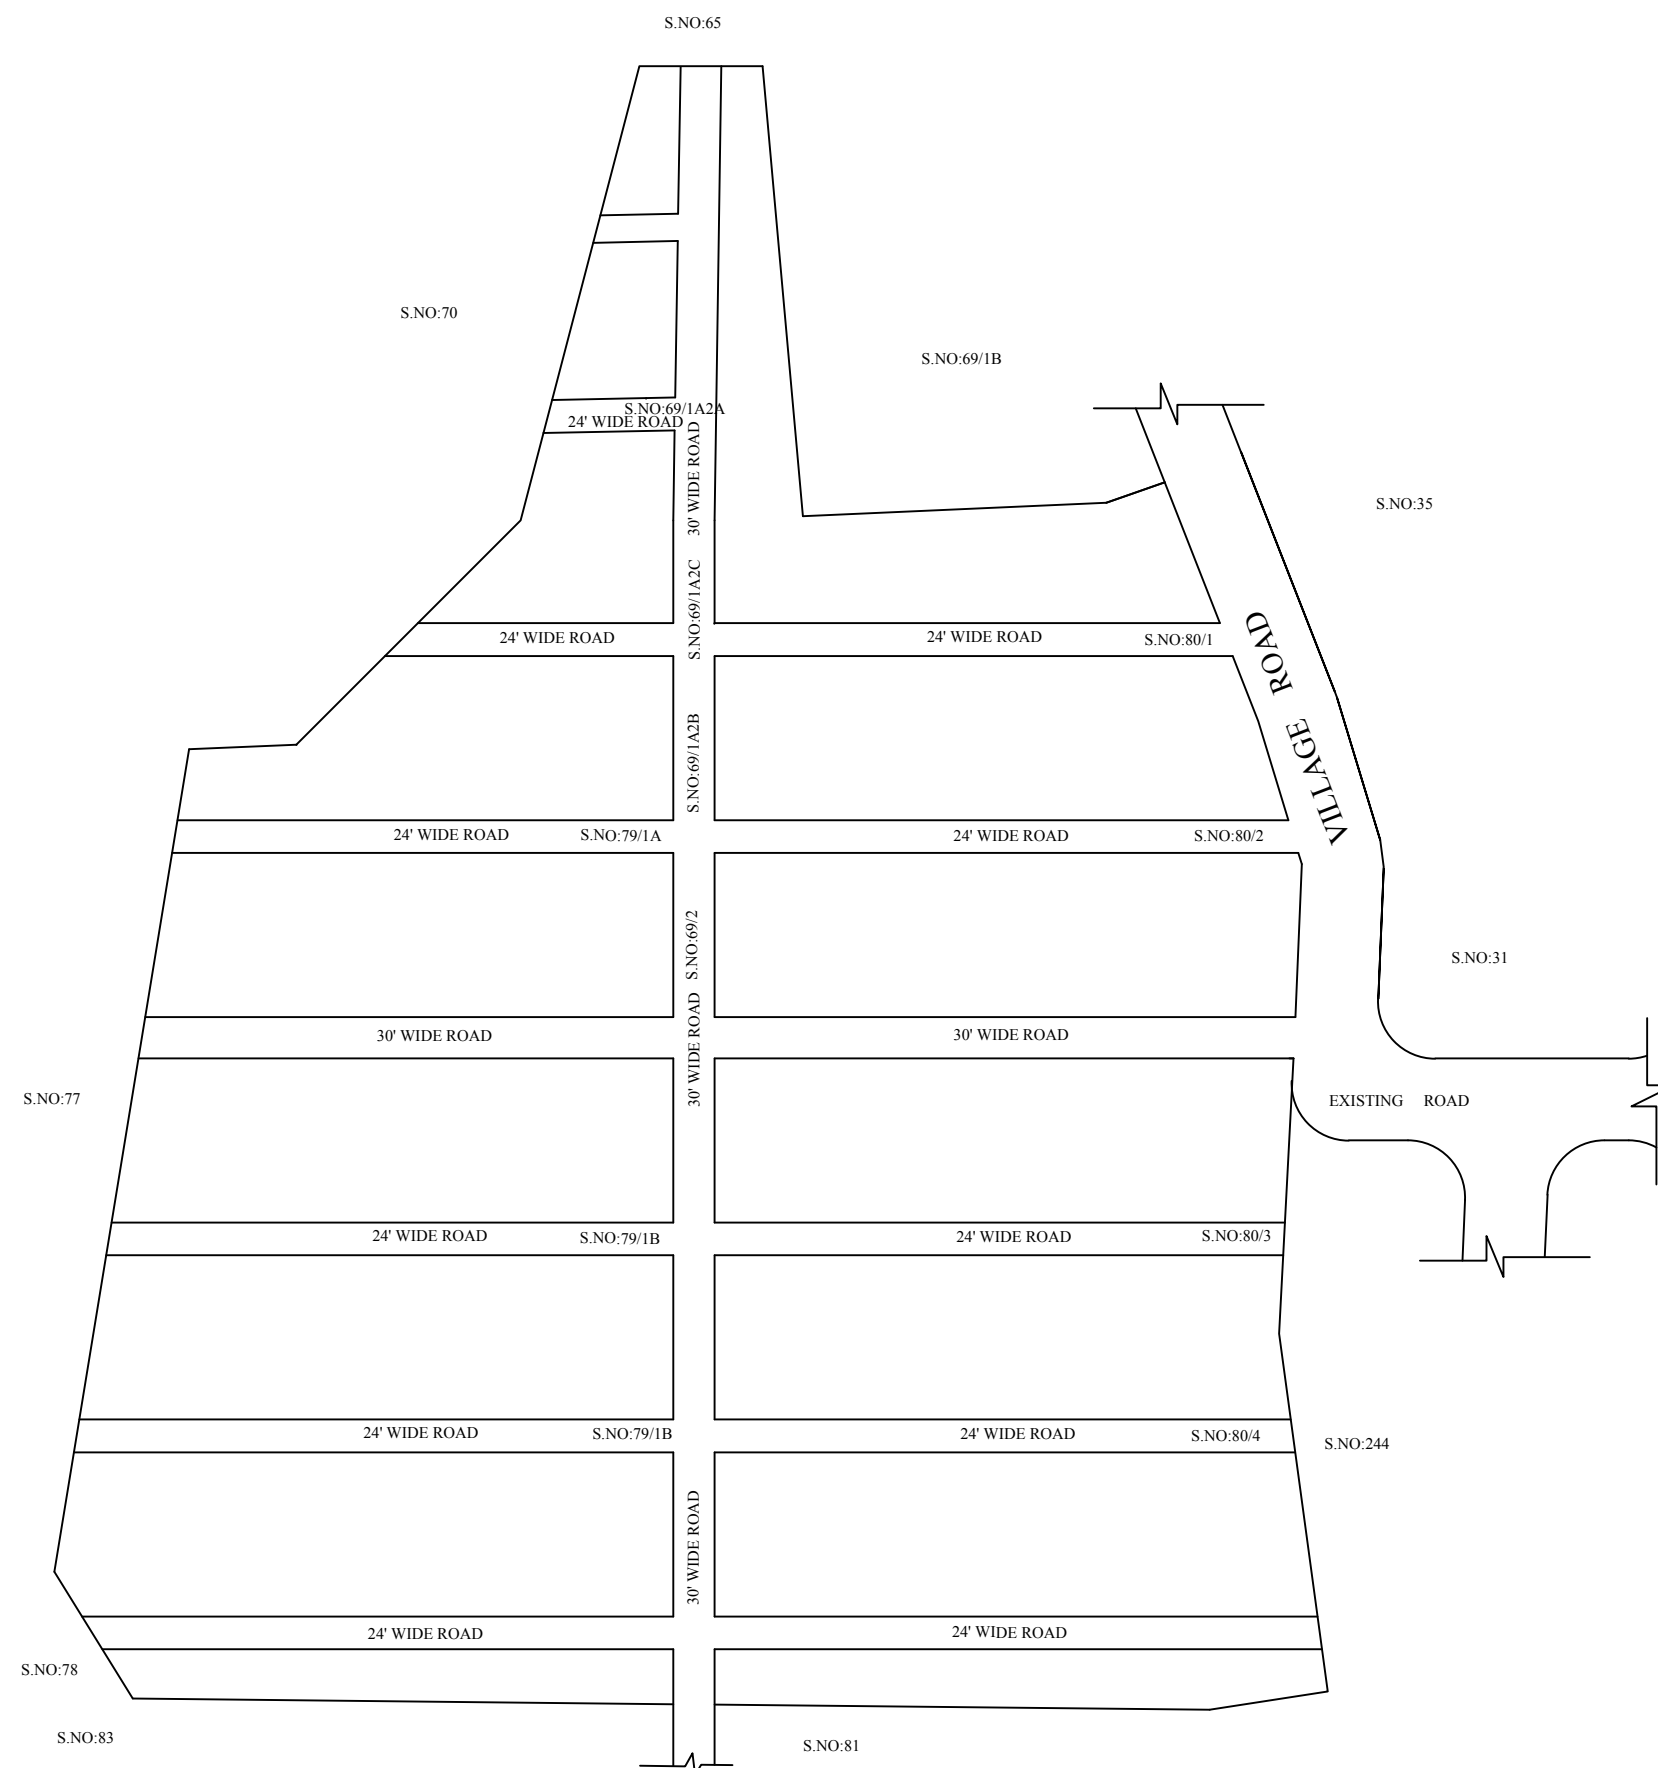 S.NO:65
S.NO:70
S.NO:69/1B
S.NO:69/1A2A
24' WIDE ROAD
30' WIDE ROAD
S.NO:35
S.NO:69/1A2C
24' WIDE ROAD
24' WIDE ROAD
S.NO:80/1
VILLAGE ROAD
S.NO:69/1A2B
24' WIDE ROAD
S.NO:79/1A
24' WIDE ROAD
S.NO:80/2
S.NO:69/2
S.NO:31
30' WIDE ROAD
30' WIDE ROAD
30' WIDE ROAD
S.NO:77
EXISTING ROAD
24' WIDE ROAD
S.NO:79/1B
24' WIDE ROAD
S.NO:80/3
24' WIDE ROAD
S.NO:79/1B
24' WIDE ROAD
S.NO:80/4
S.NO:244
30' WIDE ROAD
24' WIDE ROAD
24' WIDE ROAD
S.NO:78
S.NO:83
S.NO:81